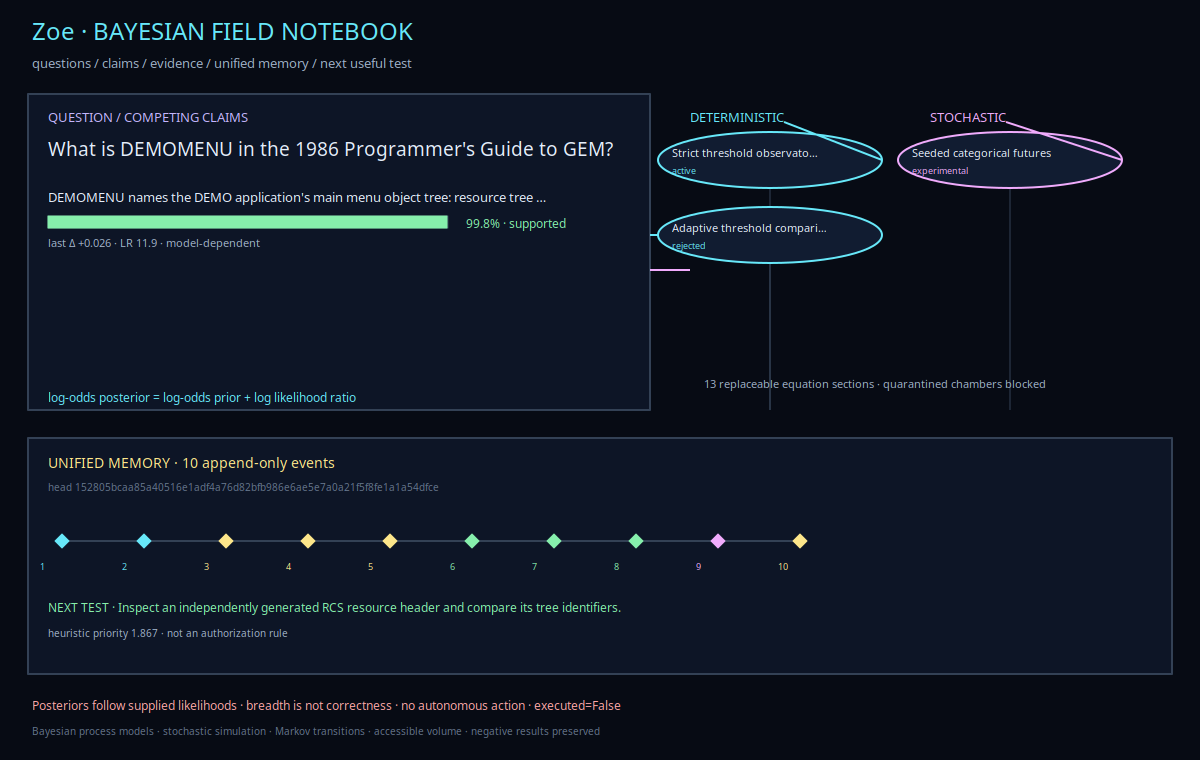 Zoe · BAYESIAN FIELD NOTEBOOK
questions / claims / evidence / unified memory / next useful test
QUESTION / COMPETING CLAIMS
What is DEMOMENU in the 1986 Programmer's Guide to GEM?
DEMOMENU names the DEMO application's main menu object tree: resource tree ...
99.8% · supported
last Δ +0.026 · LR 11.9 · model-dependent
log-odds posterior = log-odds prior + log likelihood ratio
DETERMINISTIC
Strict threshold observato...
active
Adaptive threshold compari...
rejected
STOCHASTIC
Seeded categorical futures
experimental
13 replaceable equation sections · quarantined chambers blocked
UNIFIED MEMORY · 10 append-only events
head 152805bcaa85a40516e1adf4a76d82bfb986e6ae5e7a0a21f5f8fe1a1a54dfce
1 2 3 4 5 6 7 8 9 10
NEXT TEST · Inspect an independently generated RCS resource header and compare its tree identifiers.
heuristic priority 1.867 · not an authorization rule
Posteriors follow supplied likelihoods · breadth is not correctness · no autonomous action · executed=False
Bayesian process models · stochastic simulation · Markov transitions · accessible volume · negative results preserved